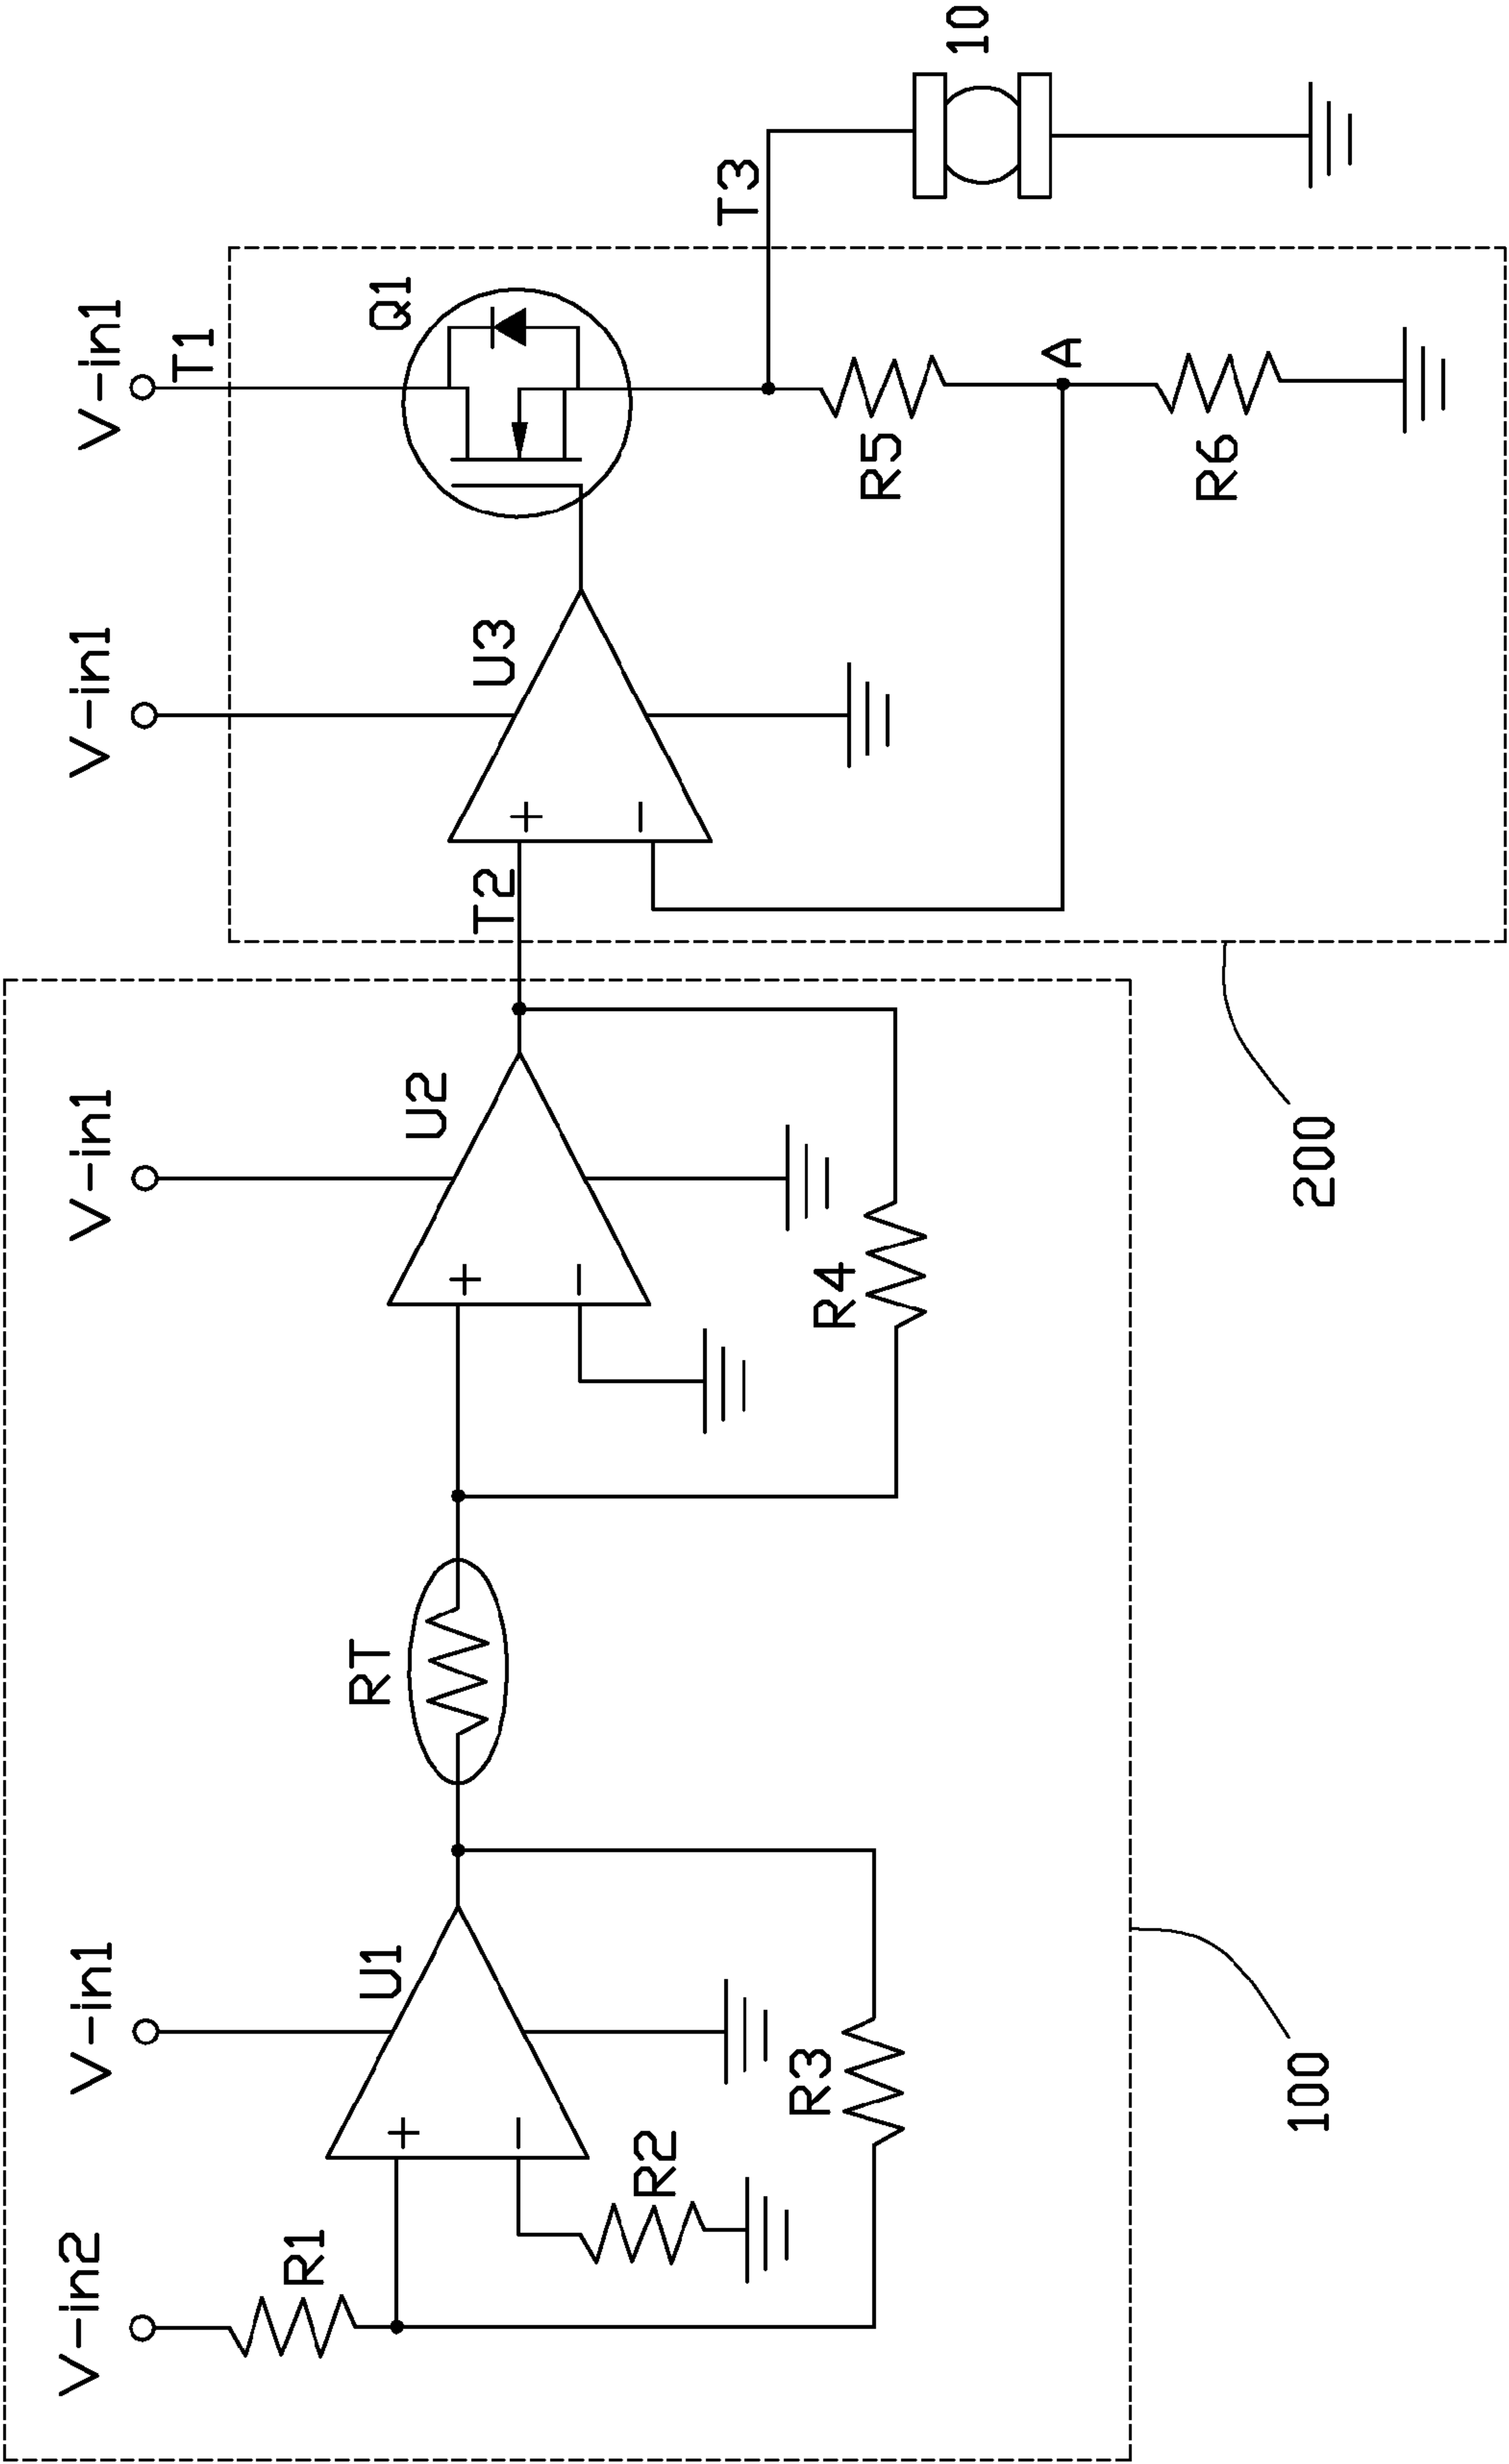 V-in2
V-in1
V-in1
V-in1
V-in1
T1
R1
U1
RT
U2
T2
U3
Q1
T3
10
+
-
+
-
+
-
R2
R3
R4
R5
A
R6
100
200